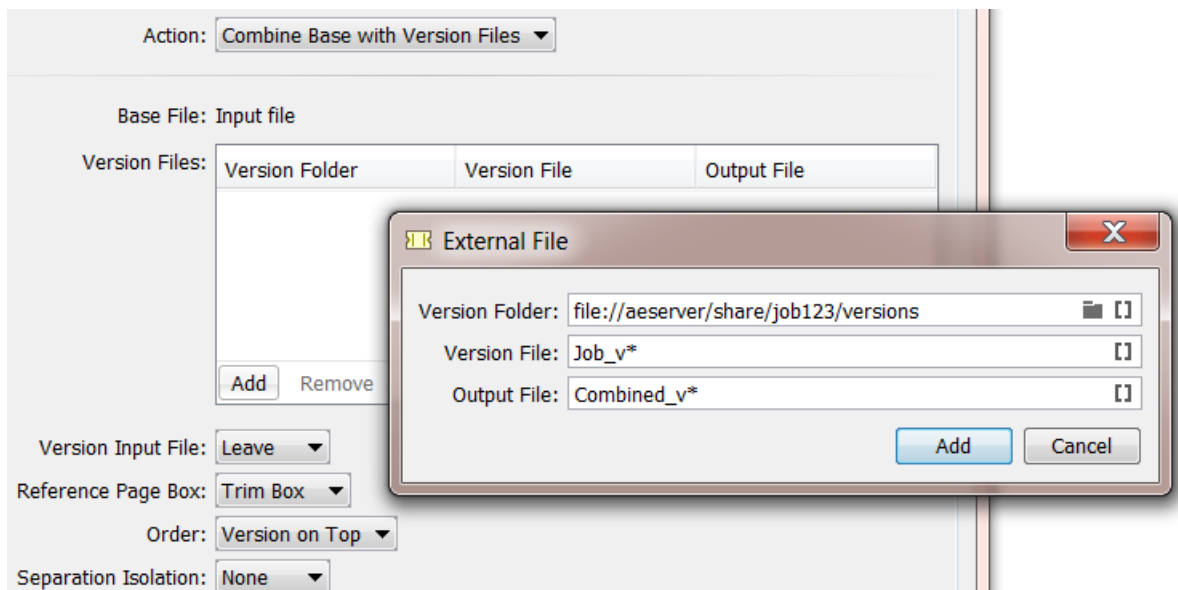 Action: Combine Base with Version Files
Base File: Input file
Version Files: Version Folder Version File Output File
External File
Version Folder: file://aeserver/share/job123/versions
Version File: Job_v*
Output File: Combined_v*
Add Cancel
Add Remove
Version Input File: Leave
Reference Page Box: Trim Box
Order: Version on Top
Separation Isolation: None